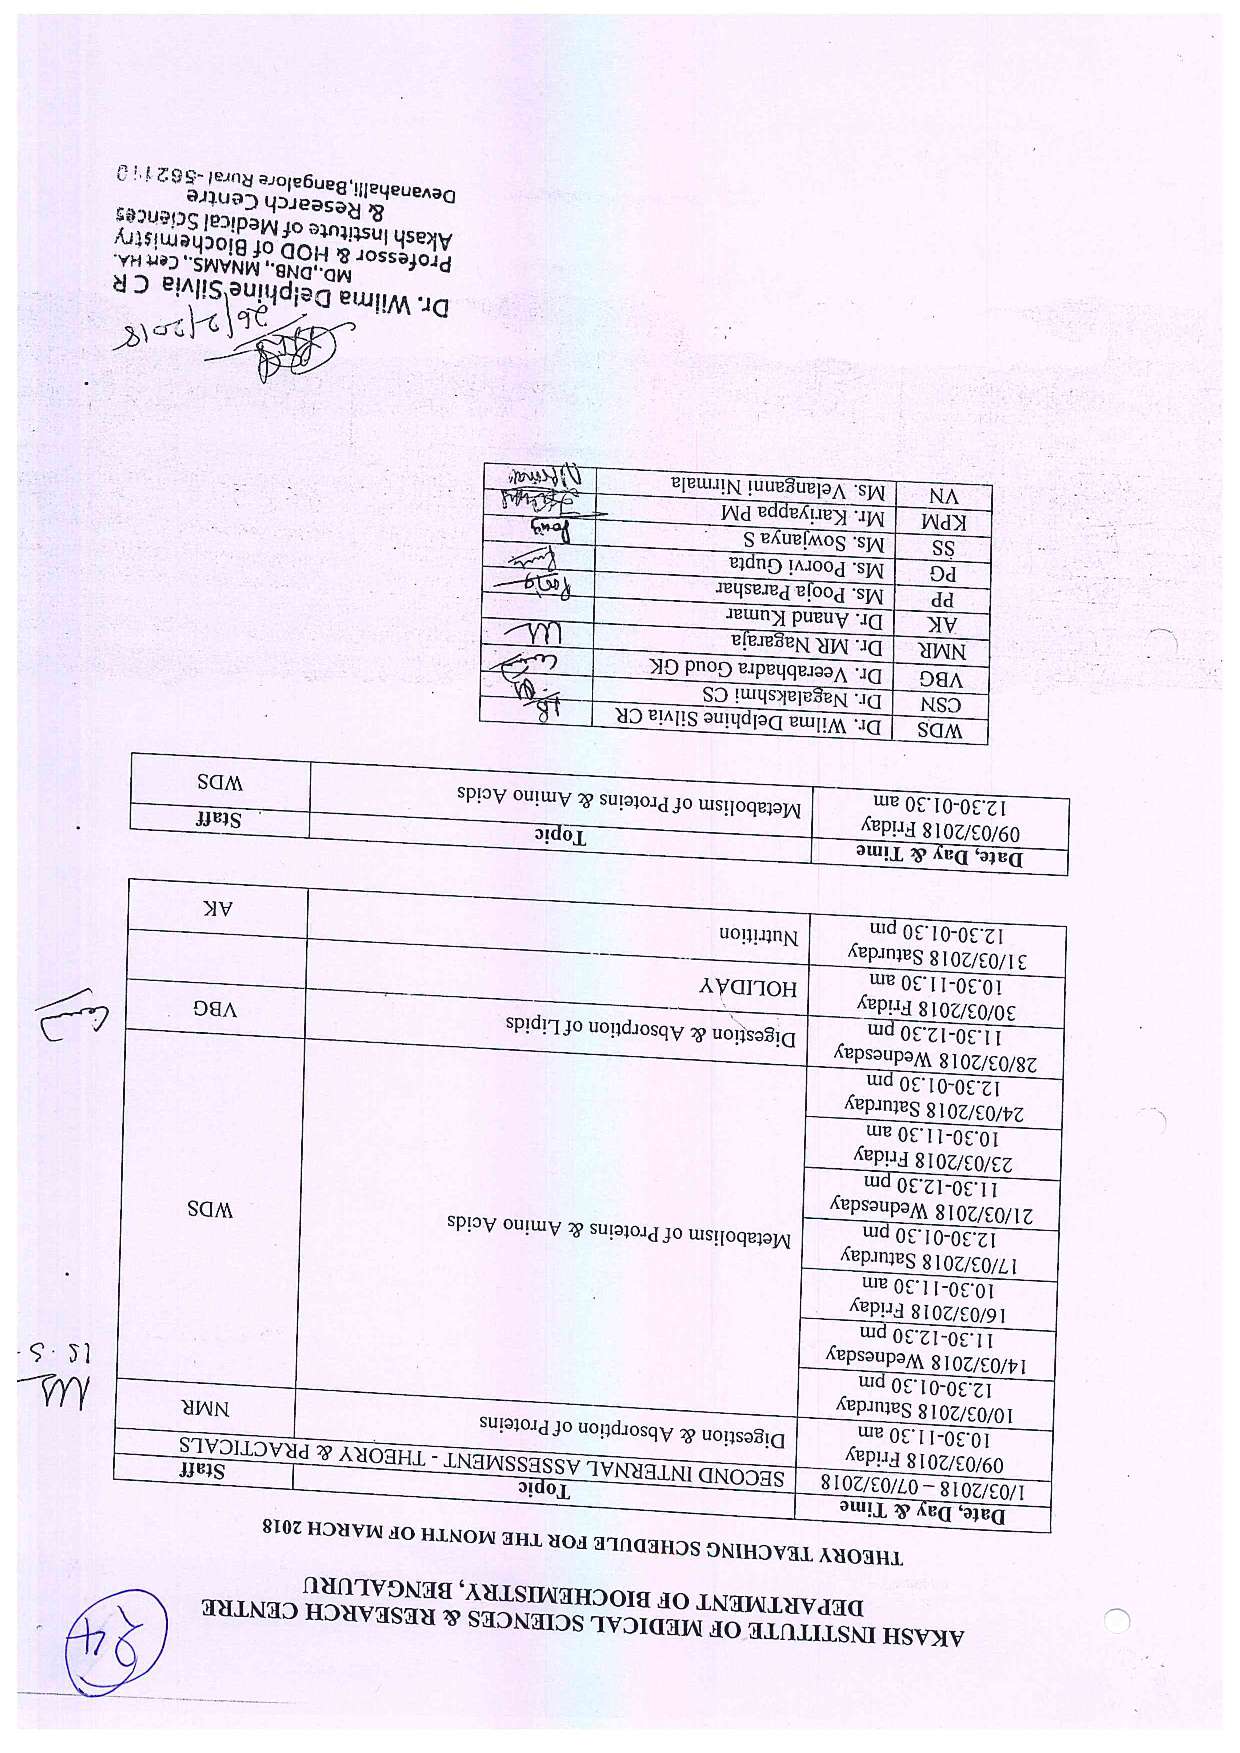 24
AKASH INSTITUTE OF MEDICAL SCIENCES & RESEARCH CENTRE
DEPARTMENT OF BIOCHEMISTRY, BENGALURU
THEORY TEACHING SCHEDULE FOR THE MONTH OF MARCH 2018
Date, Day & Time Topic Staff
1/03/2018 – 07/03/2018 SECOND INTERNAL ASSESSMENT - THEORY & PRACTICALS
09/03/2018 Friday
10.30-11.30 am Digestion & Absorption of Proteins NMR
10/03/2018 Saturday
12.30-01.30 pm
14/03/2018 Wednesday
11.30-12.30 pm
16/03/2018 Friday
10.30-11.30 am
17/03/2018 Saturday
12.30-01.30 pm
Metabolism of Proteins & Amino Acids WDS
21/03/2018 Wednesday
11.30-12.30 pm
23/03/2018 Friday
10.30-11.30 am
24/03/2018 Saturday
12.30-01.30 pm
28/03/2018 Wednesday
11.30-12.30 pm Digestion & Absorption of Lipids VBG
30/03/2018 Friday
10.30-11.30 am HOLIDAY
31/03/2018 Saturday
12.30-01.30 pm Nutrition AK
Date, Day & Time Topic Staff
09/03/2018 Friday
12.30-01.30 am Metabolism of Proteins & Amino Acids WDS
WDS Dr. Wilma Delphine Silvia CR
CSN Dr. Nagalakshmi CS
VBG Dr. Veerabhadra Goud GK
NMR Dr. MR Nagaraja
AK Dr. Anand Kumar
PP Ms. Pooja Parashar
PG Ms. Poorvi Gupta
SS Ms. Sowjanya S
KPM Mr. Kariyappa PM
VN Ms. Velanganni Nirmala
26/2/2018
Dr. Wilma Delphine Silvia C R
MD.,DNB., MNAMS., Cert HA.
Professor & HOD of Biochemistry
Akash Institute of Medical Sciences
& Research Centre
Devanahalli, Bangalore Rural -562110